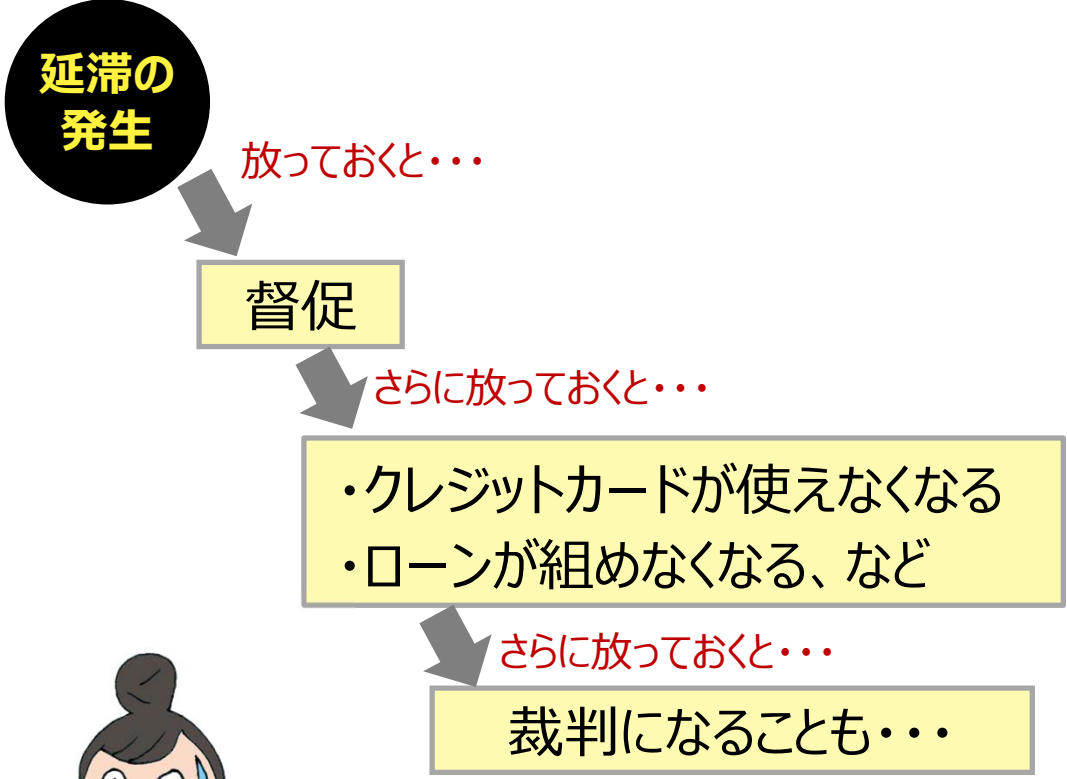 延滞の
発生
放っておくと・・・
督促
さらに放っておくと・・・
・クレジットカードが使えなくなる
・ローンが組めなくなる、など
さらに放っておくと・・・
裁判になることも・・・